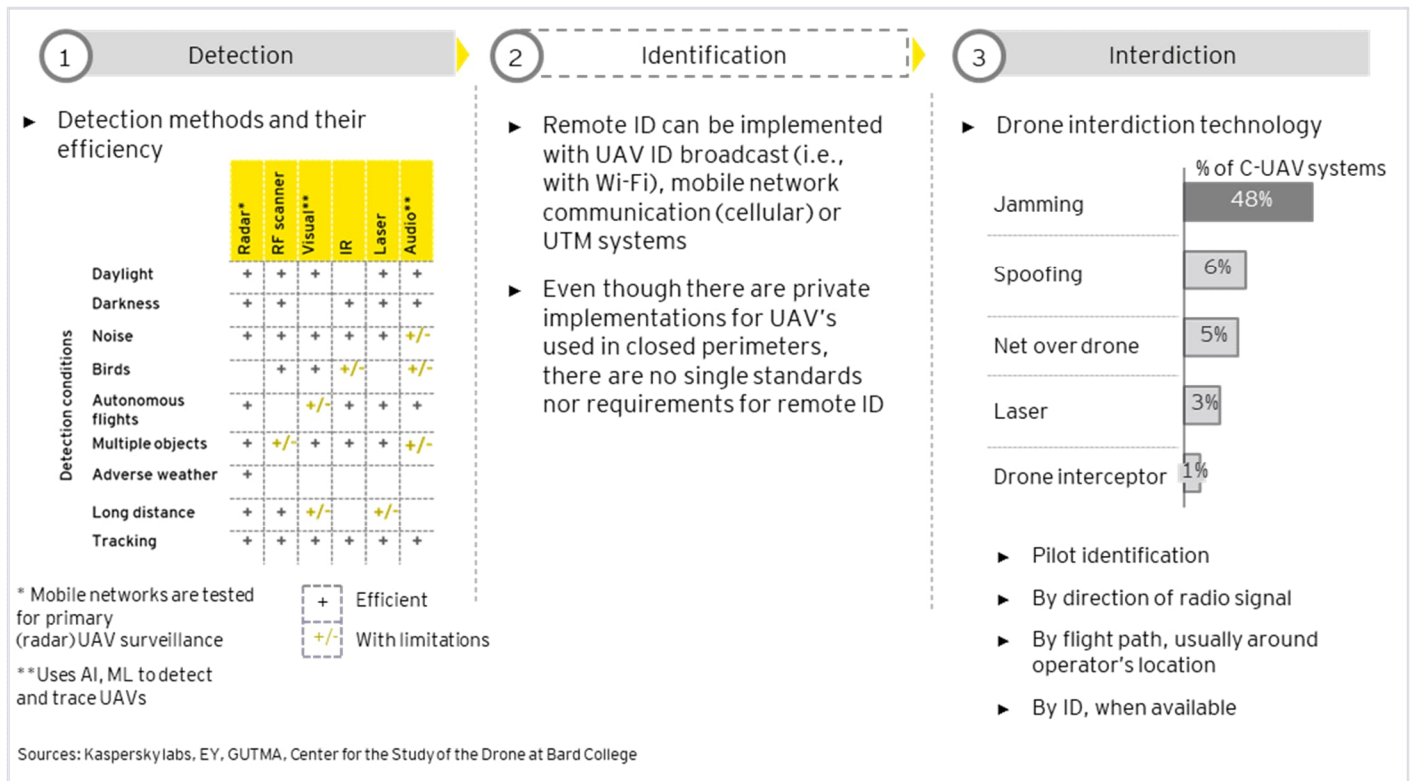 1 Detection
2 Identification
3 Interdiction
► Detection methods and their
efficiency
Radar*
RF scanner
Visual**
IR
Laser
Audio**
Detection conditions
Daylight + + + + +
Darkness + + + + +
Noise + + + + + +/-
Birds + + +/- +/-
Autonomous
flights + +/- + + +
Multiple objects + +/- + + + +/-
Adverse weather +
Long distance + + +/- +/-
Tracking + + + + + +
* Mobile networks are tested
for primary
(radar)UAV surveillance
**Uses AI, ML to detect
and trace UAVs
+ Efficient
+/- With limitations
► Remote ID can be implemented
with UAV ID broadcast (i.e.,
with Wi-Fi), mobile network
communication (cellular) or
UTM systems
► Even though there are private
implementations for UAV's
used in closed perimeters,
there are no single standards
nor requirements for remote ID
► Drone interdiction technology
% of C-UAV systems
Jamming 48%
Spoofing 6%
Net over drone 5%
Laser 3%
Drone interceptor 1%
► Pilot identification
► By direction of radio signal
► By flight path, usually around
operator's location
► By ID, when available
Sources: Kaspersky labs, EY, GUTMA, Center for the Study of the Drone at Bard College